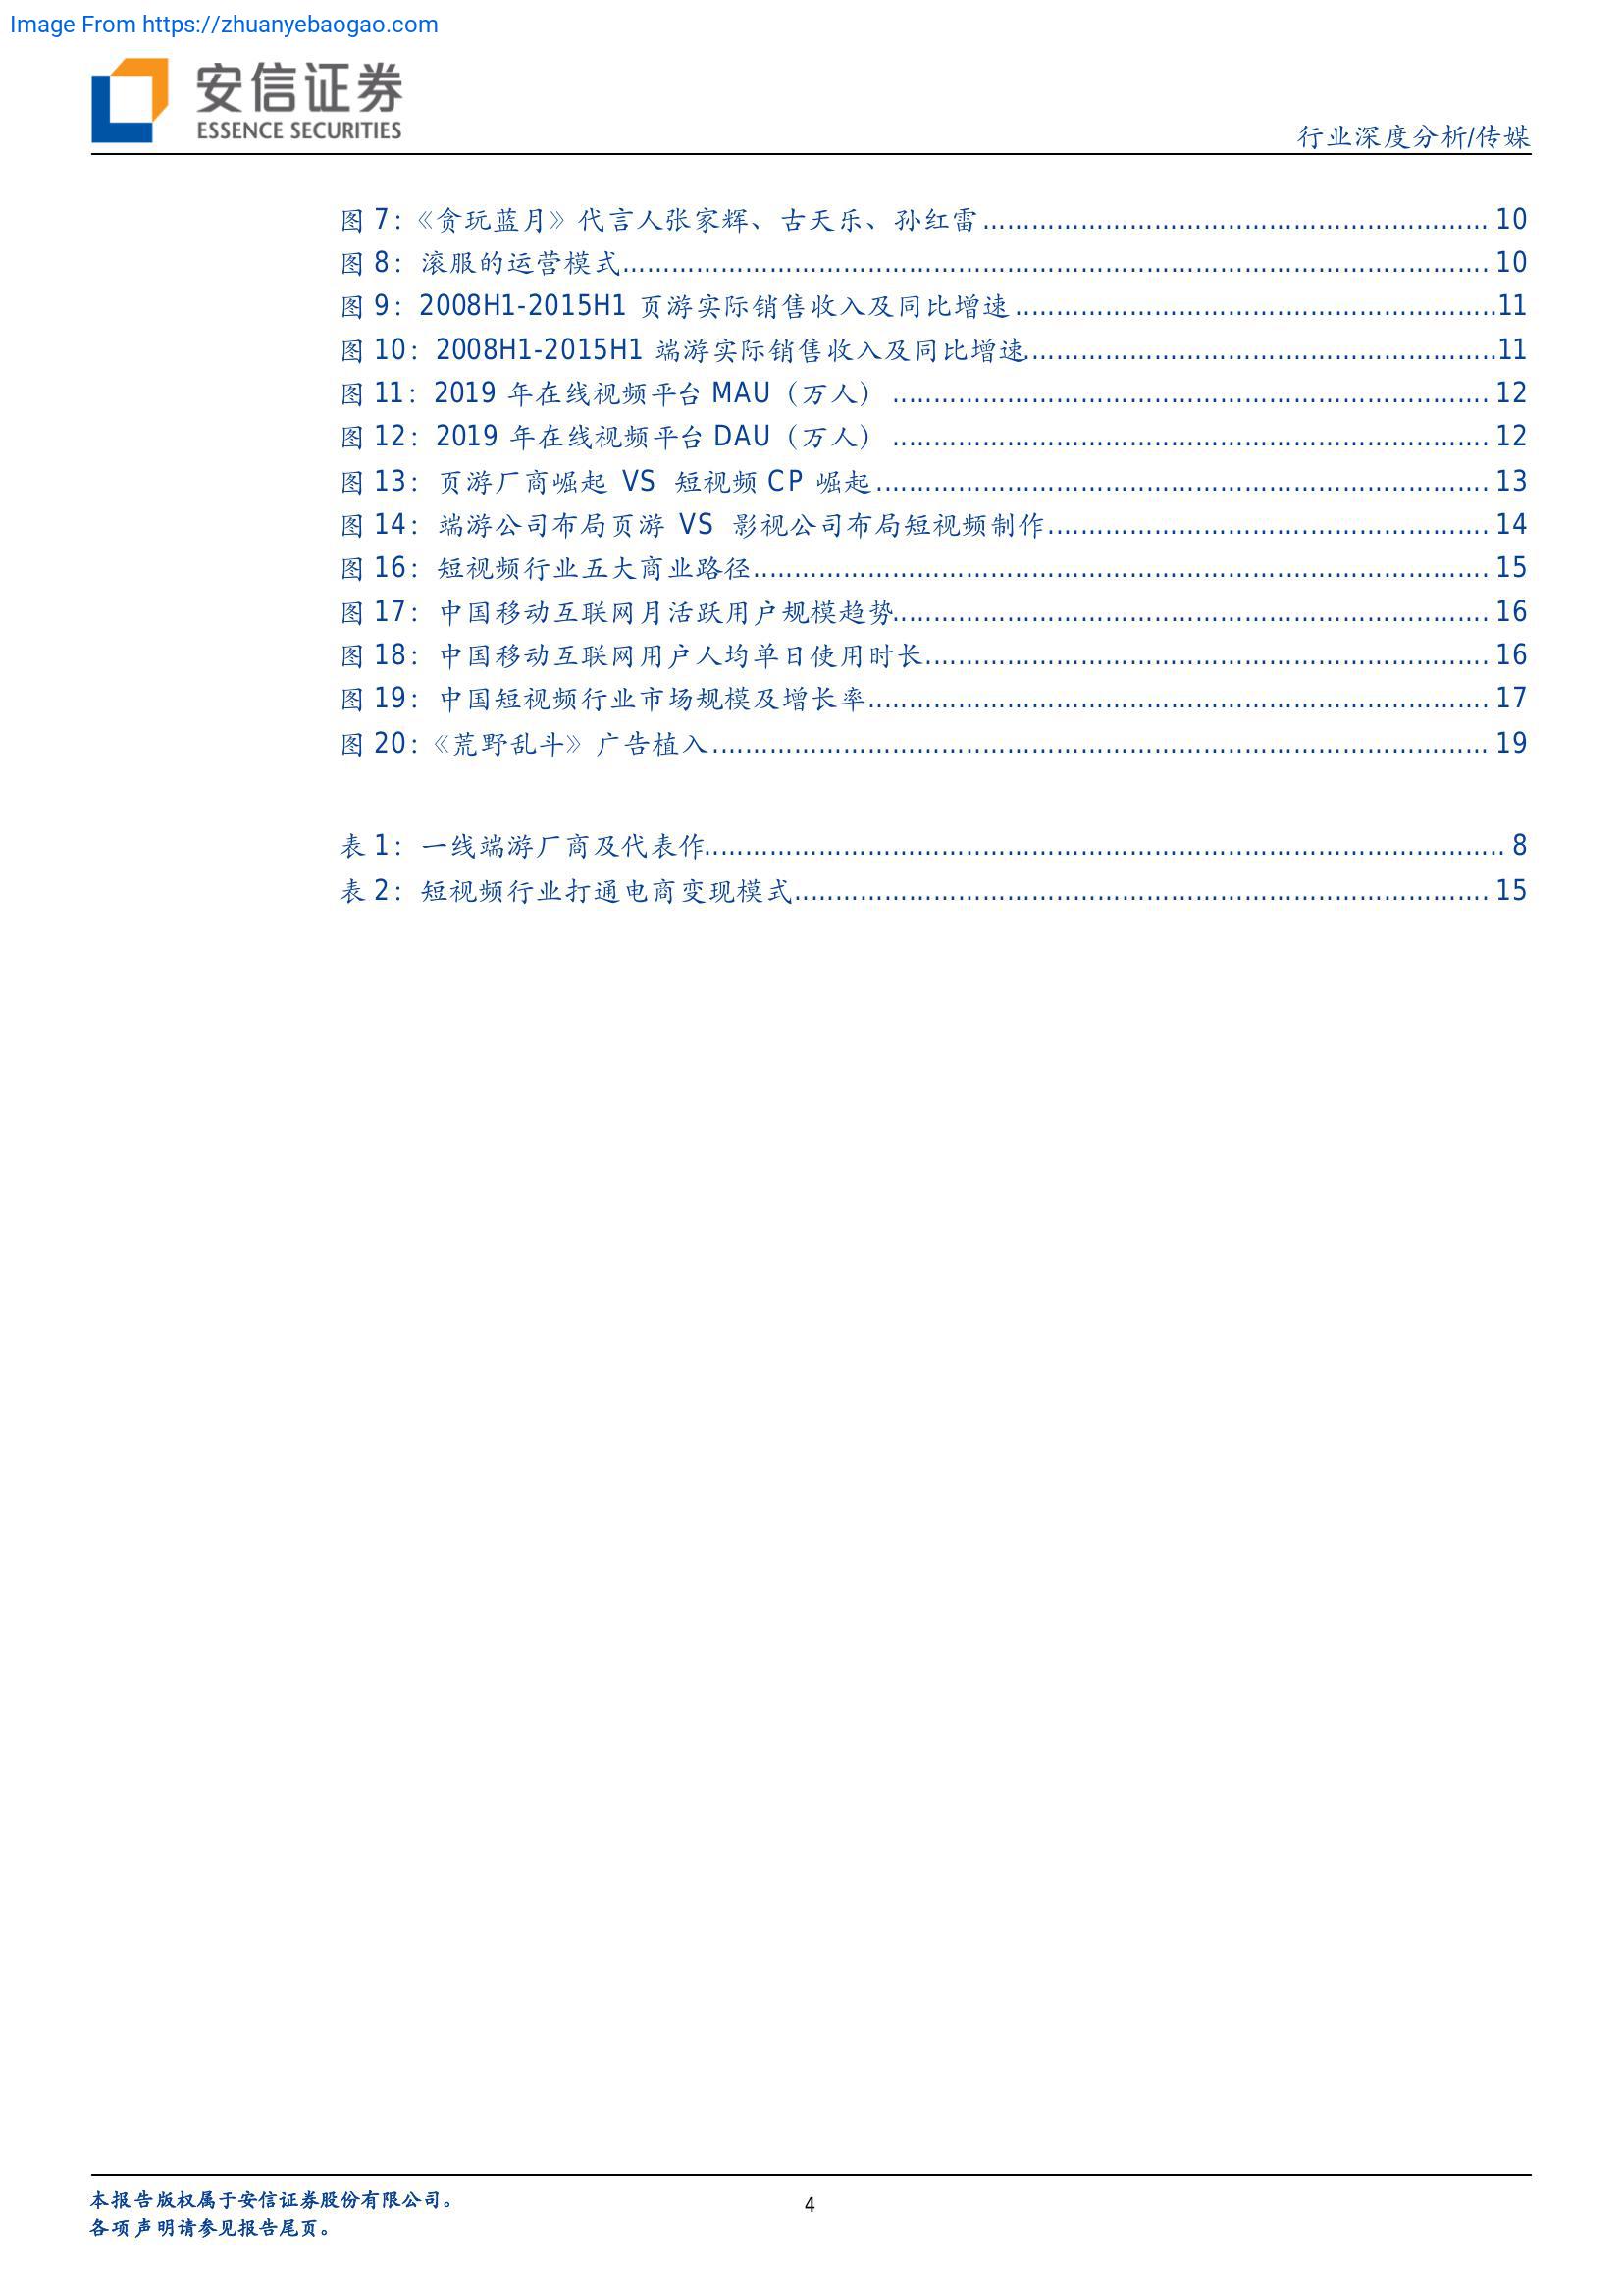 Image From https://zhuanyebaogao.com
安信证券
ESSENCE SECURITIES
行业深度分析/传媒
图 7：《贪玩蓝月》代言人张家辉、古天乐、孙红雷 10
图 8：滚服的运营模式 10
图 9：2008H1-2015H1 页游实际销售收入及同比增速 11
图 10：2008H1-2015H1 端游实际销售收入及同比增速 11
图 11：2019 年在线视频平台 MAU（万人） 12
图 12：2019 年在线视频平台 DAU（万人） 12
图 13：页游厂商崛起 VS 短视频 CP 崛起 13
图 14：端游公司布局页游 VS 影视公司布局短视频制作 14
图 16：短视频行业五大商业路径 15
图 17：中国移动互联网月活跃用户规模趋势 16
图 18：中国移动互联网用户人均单日使用时长 16
图 19：中国短视频行业市场规模及增长率 17
图 20：《荒野乱斗》广告植入 19
表 1：一线端游厂商及代表作 8
表 2：短视频行业打通电商变现模式 15
本报告版权属于安信证券股份有限公司。
各项声明请参见报告尾页。
4